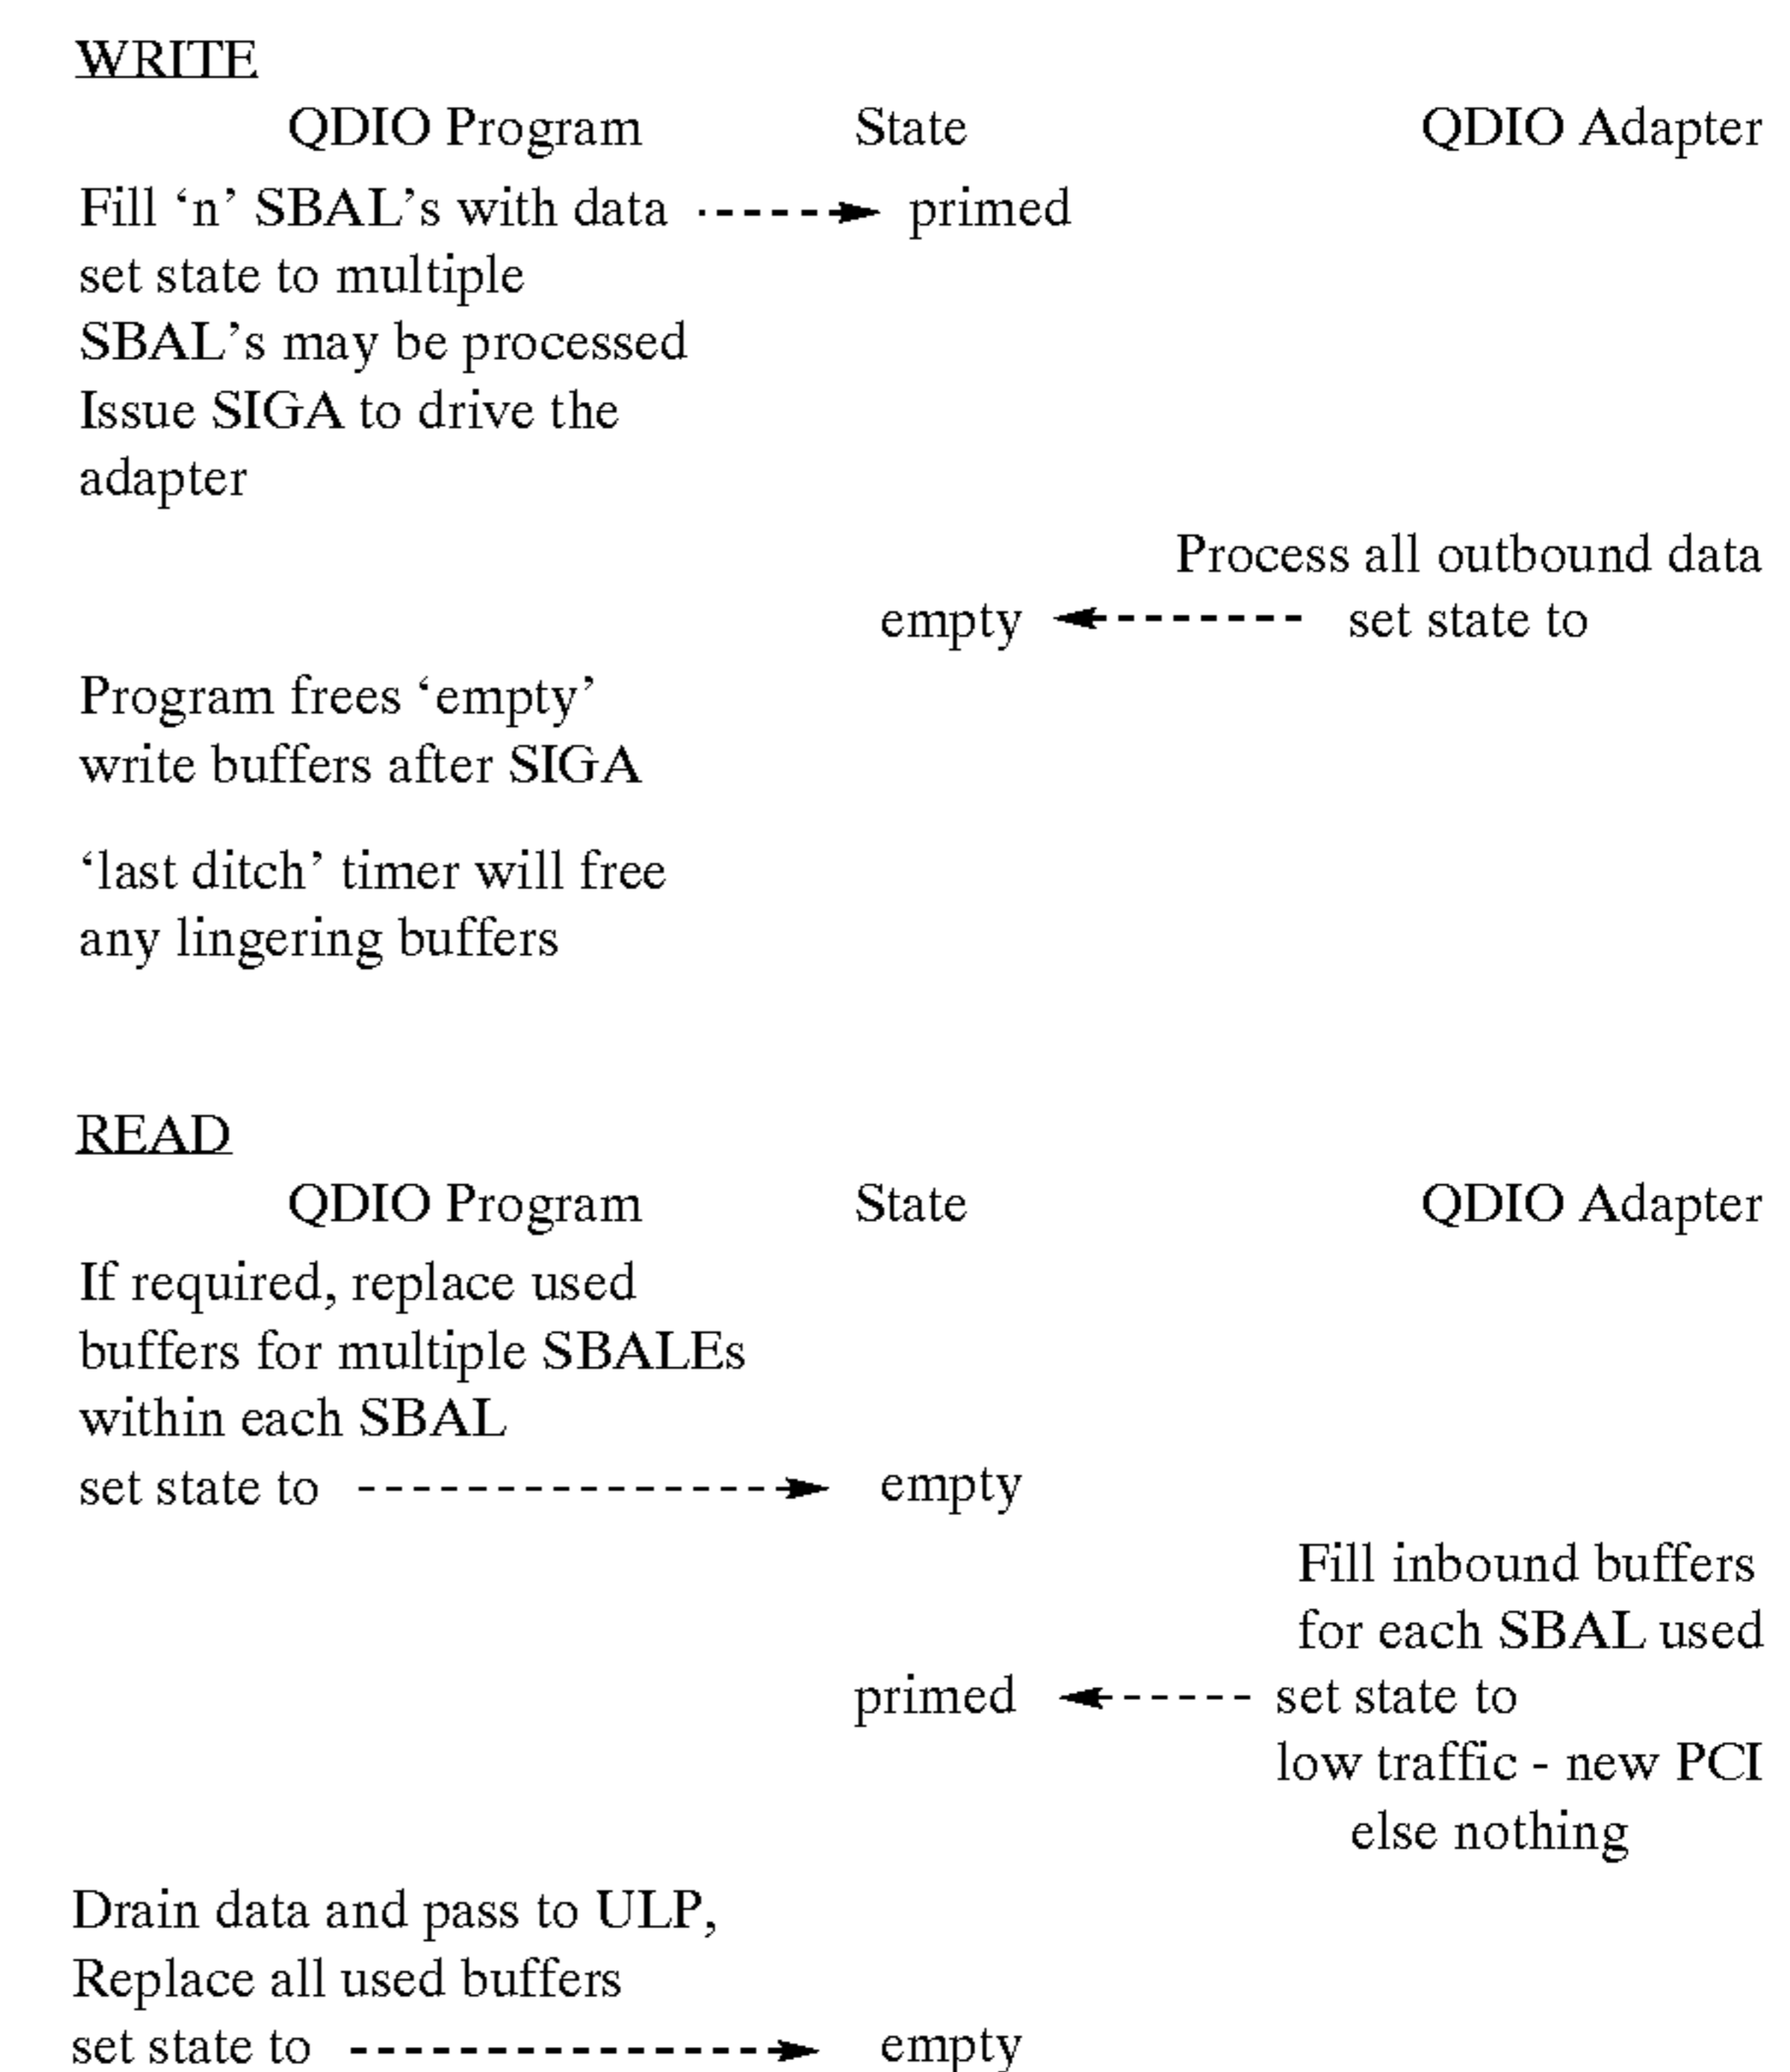 WRITE
QDIO Program State QDIO Adapter
Fill ‘n’ SBAL’s with data primed
set state to multiple
SBAL’s may be processed
Issue SIGA to drive the
adapter
Process all outbound data
empty set state to
Program frees ‘empty’
write buffers after SIGA
‘last ditch’ timer will free
any lingering buffers
READ
QDIO Program State QDIO Adapter
If required, replace used
buffers for multiple SBALEs
within each SBAL
set state to empty
Fill inbound buffers
for each SBAL used
primed set state to
low traffic - new PCI
else nothing
Drain data and pass to ULP,
Replace all used buffers
set state to empty